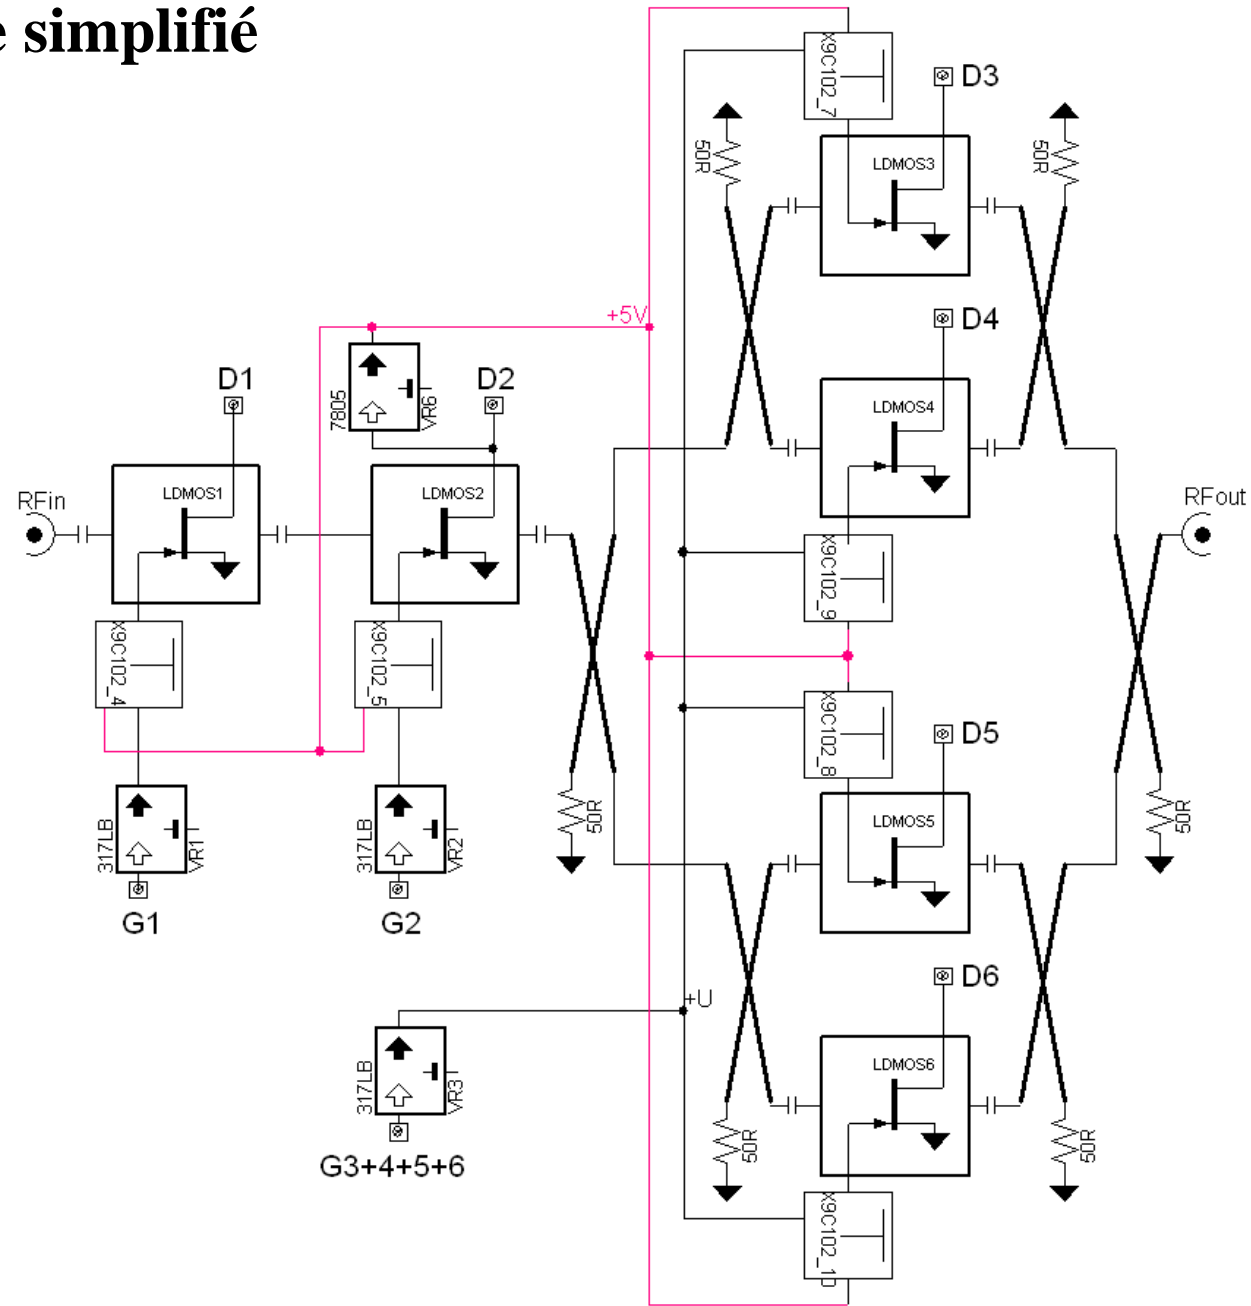 e simplifié
X9C102_7
D3
50R
50R
LDMOS3
+5V
D4
D1
7805
VR6
D2
LDMOS4
RFin
LDMOS1
LDMOS2
RFout
X9C102_9
X9C102_4
X9C102_5
X9C102_8
D5
50R
50R
317LB
VR1
317LB
VR2
LDMOS5
G1
G2
D6
+U
317LB
VR3
LDMOS6
50R
50R
G3+4+5+6
X9C102_10